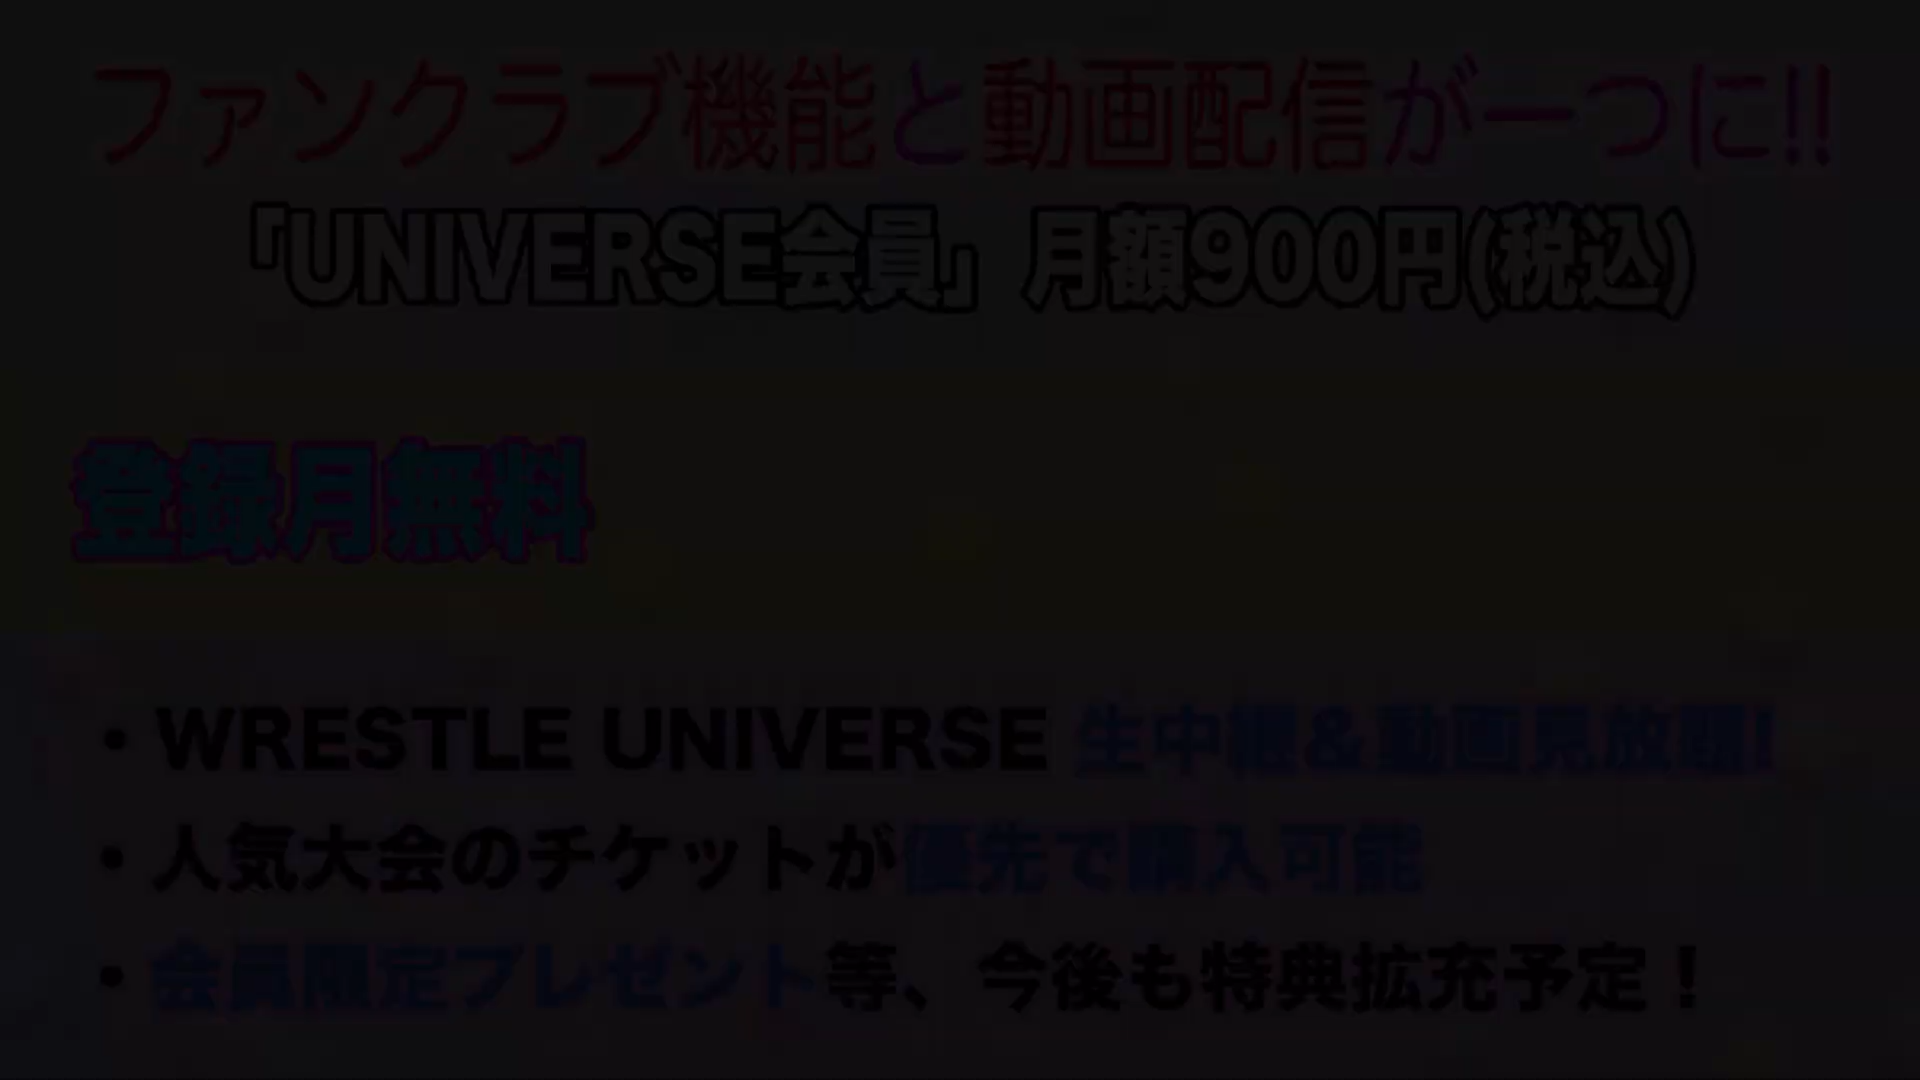 ファンクラブ機能と動画配信が一つに!!
「UNIVERSE会員」月額900円(税込)
登録月無料
・WRESTLE UNIVERSE 生中継&動画見放題!
・人気大会のチケットが優先で購入可能
・会員限定プレゼント等、今後も特典拡充予定！